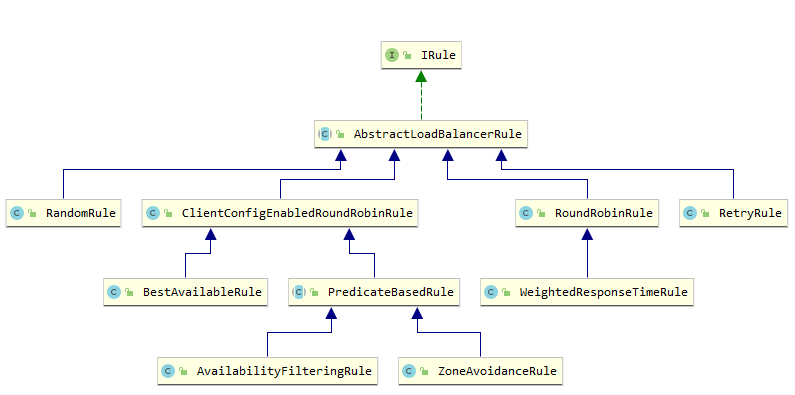 I IRule
C AbstractLoadBalancerRule
C RandomRule
C ClientConfigEnabledRoundRobinRule
C RoundRobinRule
C RetryRule
C BestAvailableRule
C PredicateBasedRule
C WeightedResponseTimeRule
C AvailabilityFilteringRule
C ZoneAvoidanceRule